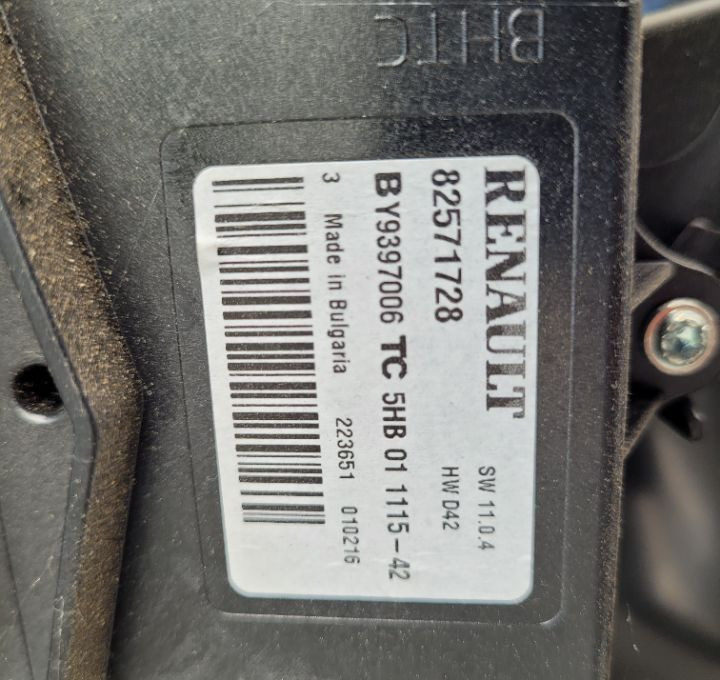 BHTC
RENAULT
82571728 SW 11.0.4
HW D42
BY9397006 TC 5HB 01 1115-42
3 Made in Bulgaria 223651 010216